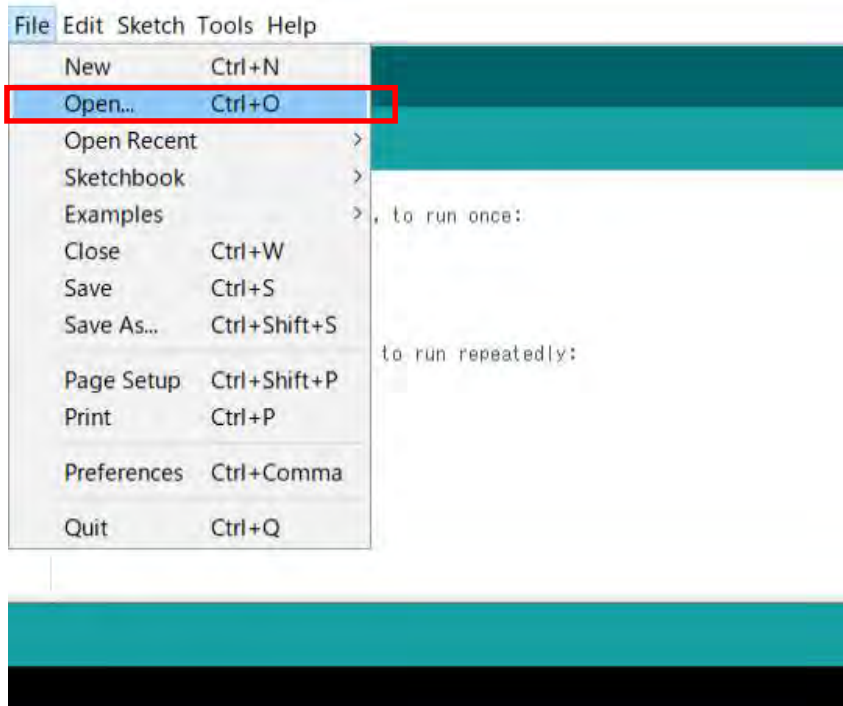 File Edit Sketch Tools Help
New Ctrl+N
Open... Ctrl+O
Open Recent >
Sketchbook >
Examples >
, to run once:
Close Ctrl+W
Save Ctrl+S
Save As... Ctrl+Shift+S
to run repeatedly:
Page Setup Ctrl+Shift+P
Print Ctrl+P
Preferences Ctrl+Comma
Quit Ctrl+Q